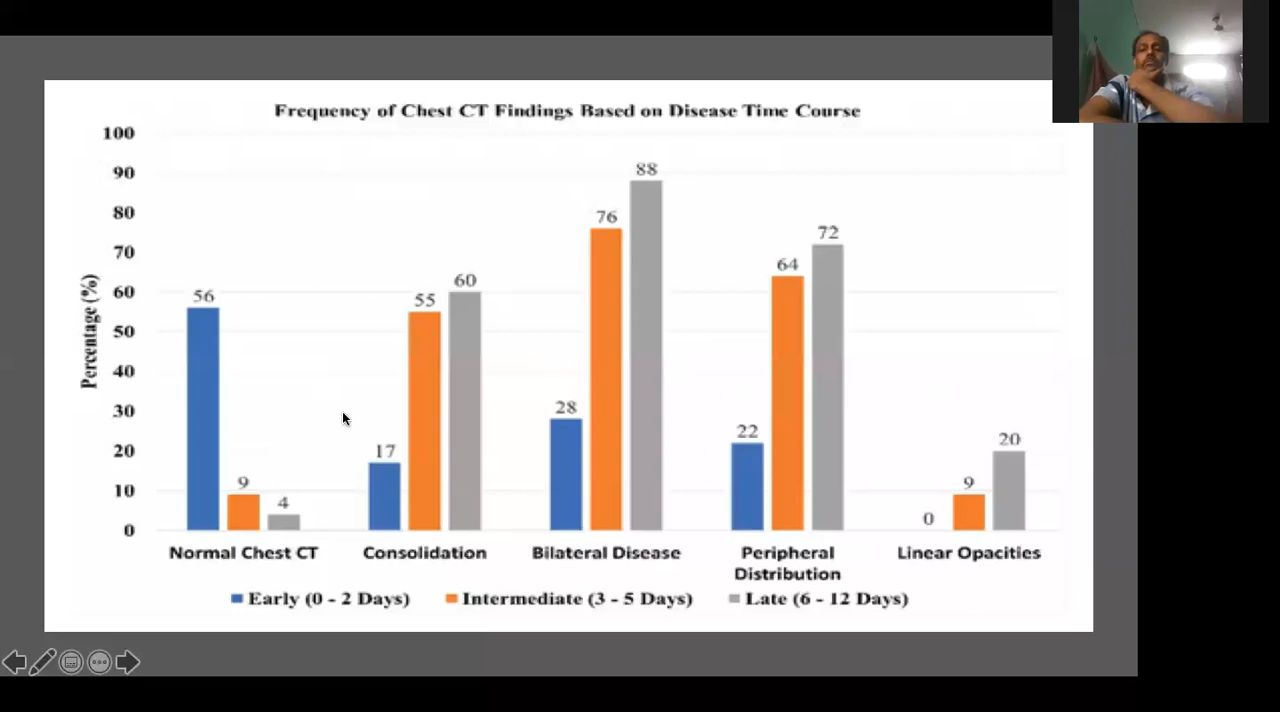 Frequency of Chest CT Findings Based on Disease Time Course
Percentage (%)
100
90
80
70
60
50
40
30
20
10
0
56
9
4
17
55
60
28
76
88
22
64
72
0
9
20
Normal Chest CT
Consolidation
Bilateral Disease
Peripheral
Distribution
Linear Opacities
Early (0 - 2 Days)
Intermediate (3 - 5 Days)
Late (6 - 12 Days)